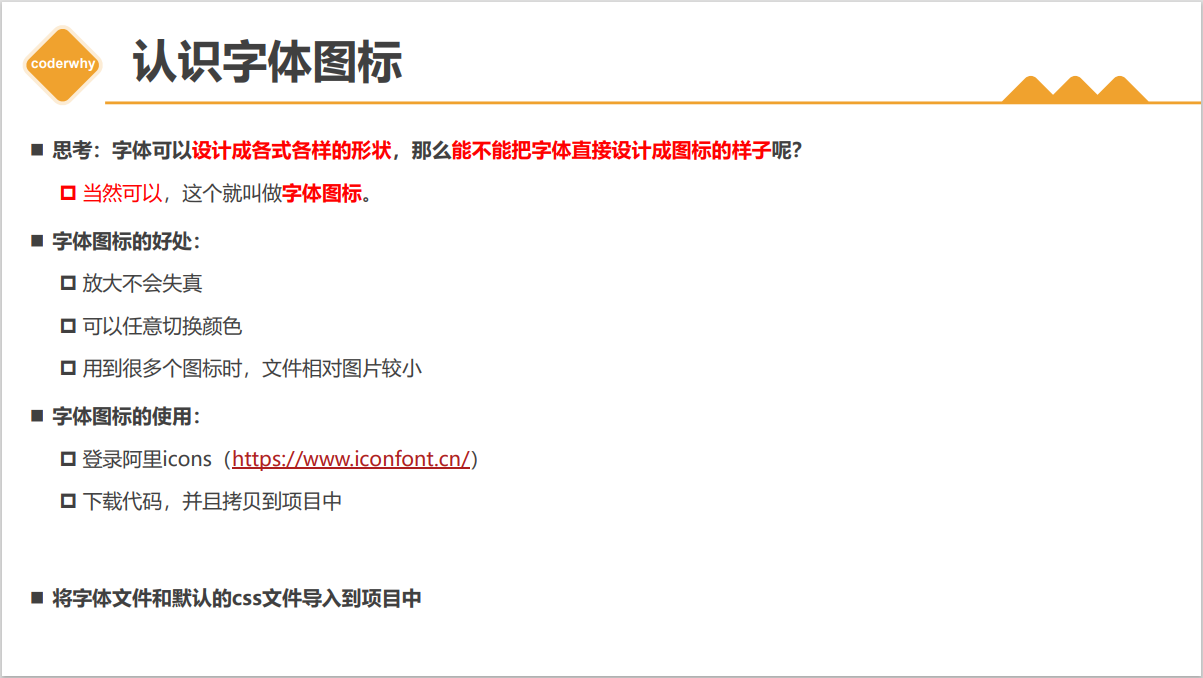 coderwhy
认识字体图标
思考：字体可以设计成各式各样的形状，那么能不能把字体直接设计成图标的样子呢？
当然可以，这个就叫做字体图标。
字体图标的好处：
放大不会失真
可以任意切换颜色
用到很多个图标时，文件相对图片较小
字体图标的使用：
登录阿里icons（https://www.iconfont.cn/）
下载代码，并且拷贝到项目中
将字体文件和默认的css文件导入到项目中